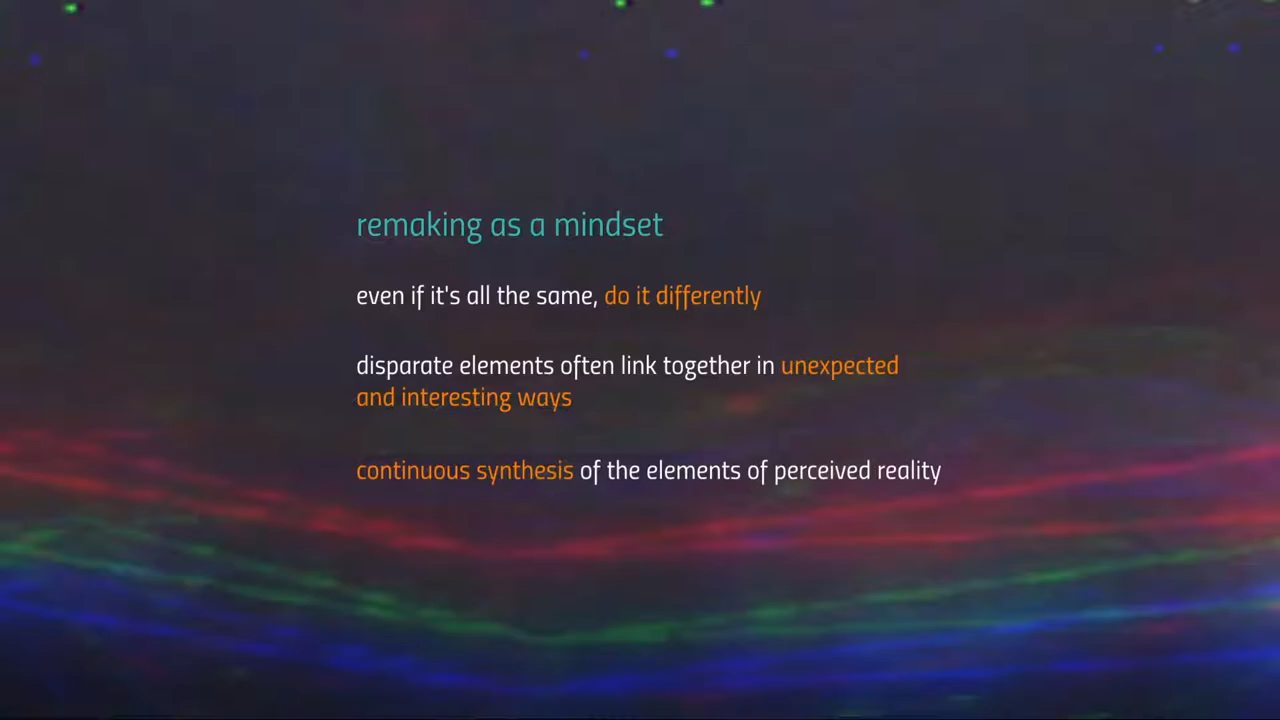 remaking as a mindset
even if it's all the same, do it differently
disparate elements often link together in unexpected
and interesting ways
continuous synthesis of the elements of perceived reality